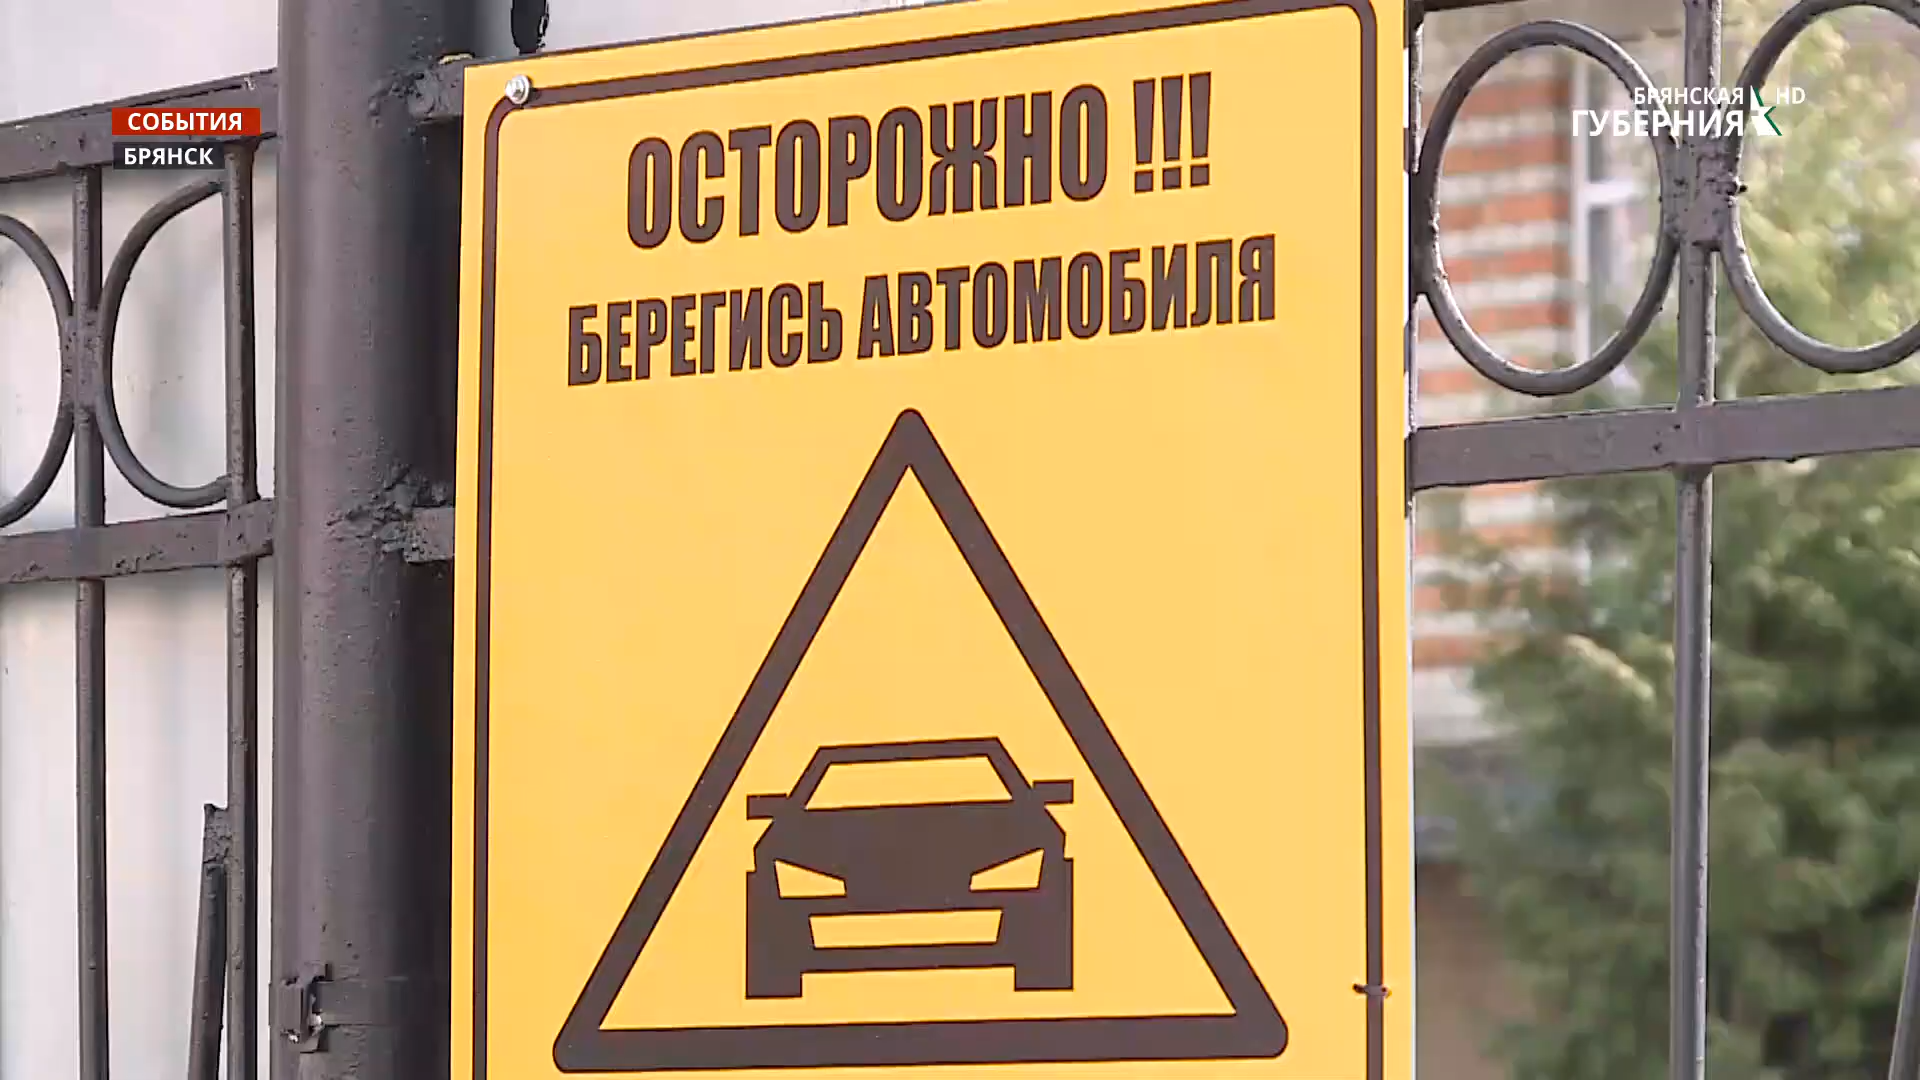 СОБЫТИЯ
БРЯНСК
БРЯНСКАЯ HD
ГУБЕРНИЯ
ОСТОРОЖНО !!!
БЕРЕГИСЬ АВТОМОБИЛЯ